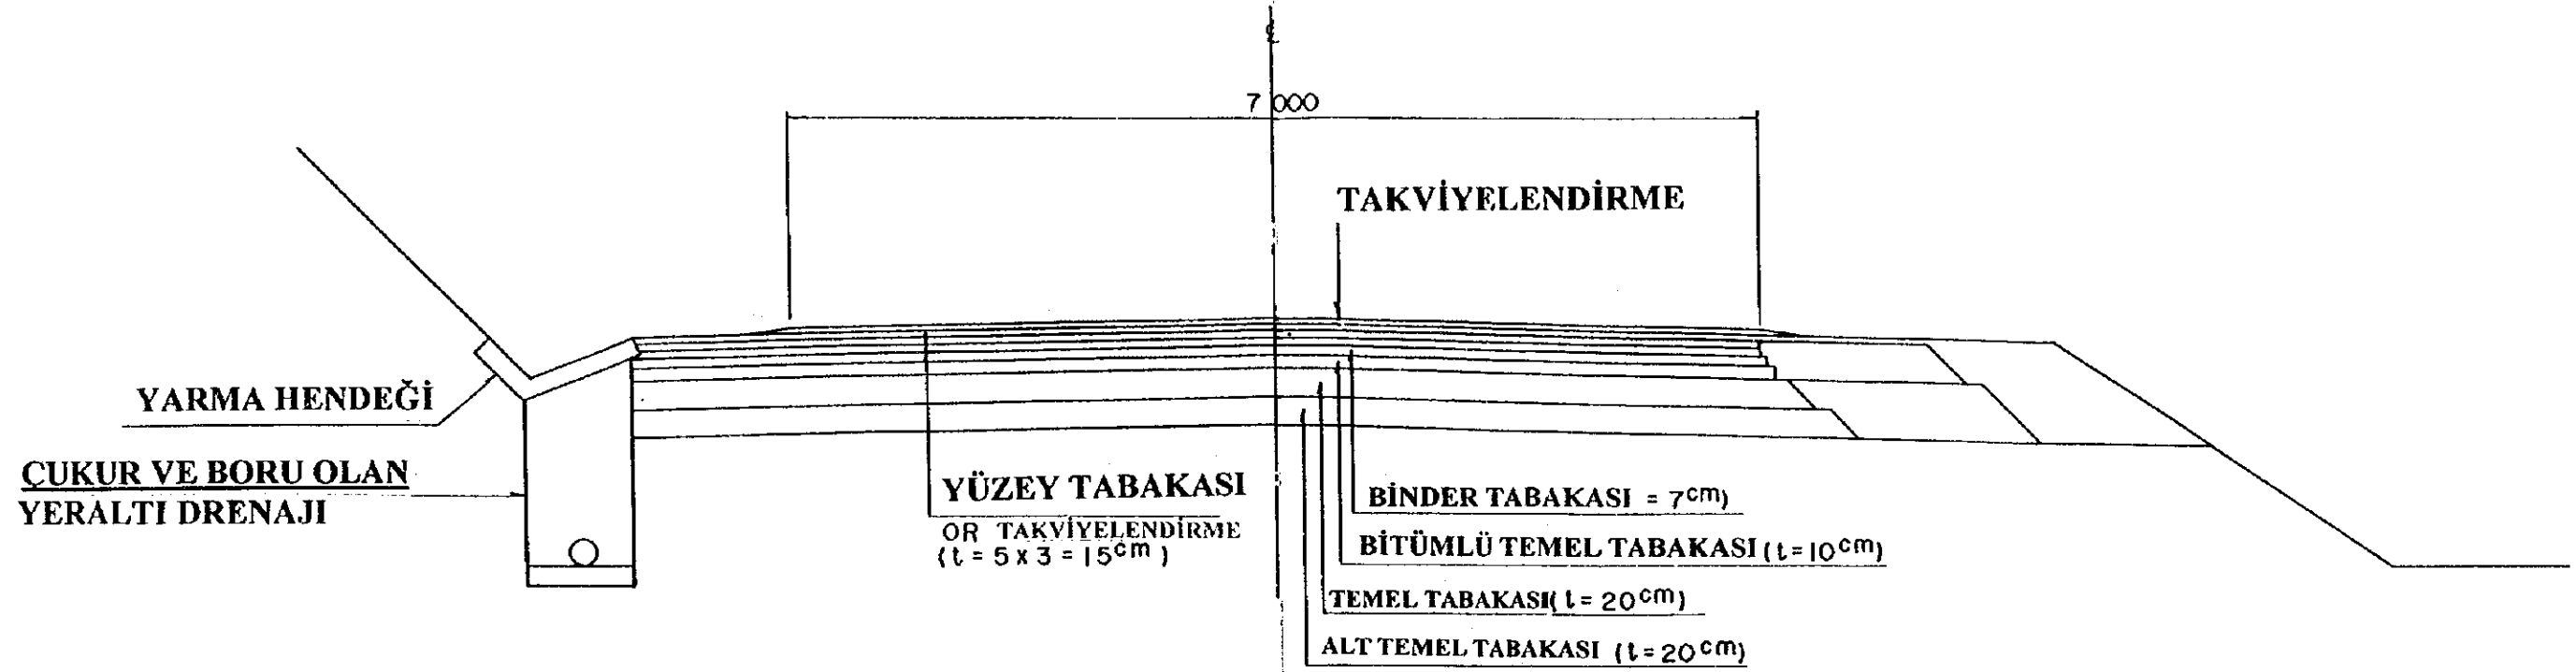 ℄
7 000
TAKVİYELENDİRME
YARMA HENDEĞİ
ÇUKUR VE BORU OLAN
YERALTI DRENAJI
YÜZEY TABAKASI
OR TAKVİYELENDİRME
(t = 5 x 3 = 15cm)
BİNDER TABAKASI = 7cm)
BİTÜMLÜ TEMEL TABAKASI (t=10cm)
TEMEL TABAKASI( t= 20cm)
ALT TEMEL TABAKASI (t=20cm)